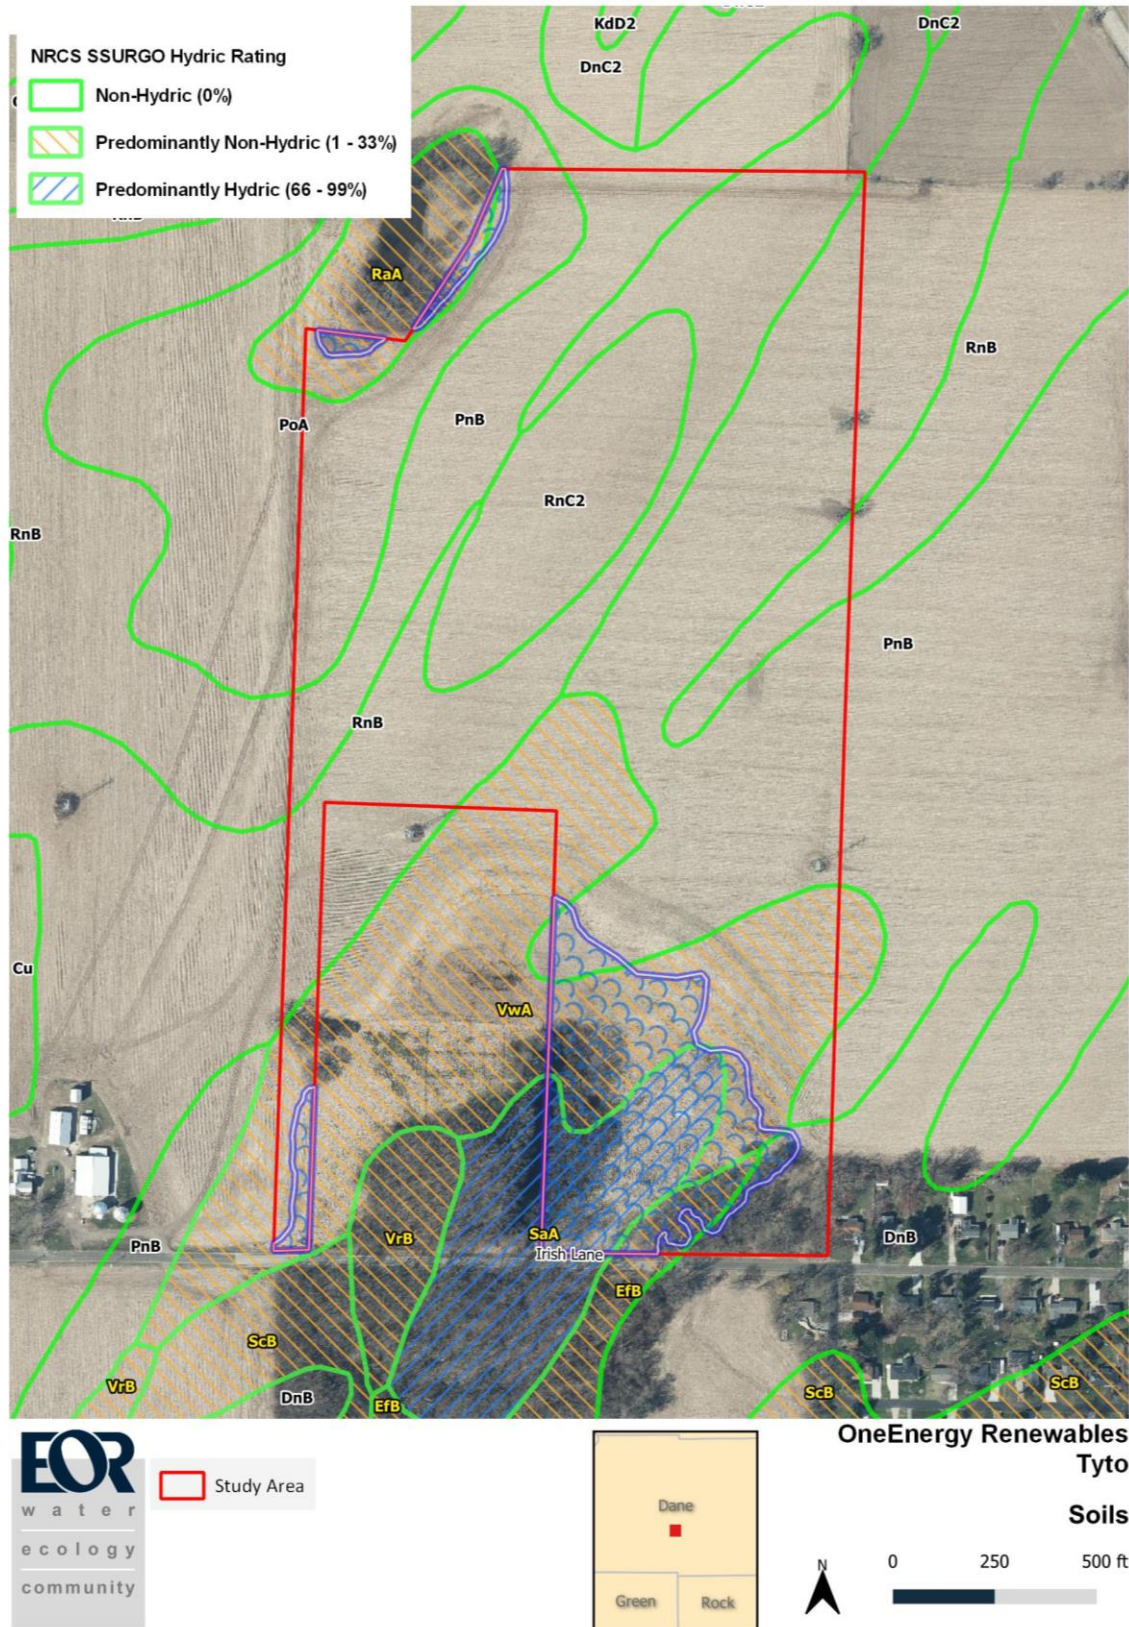 DnC2
KdD2
DnC2
NRCS SSURGO Hydric Rating
Non-Hydric (0%)
Predominantly Non-Hydric (1 - 33%)
Predominantly Hydric (66 - 99%)
DnC2
RaA
RnB
PnB
PoA
RnC2
RnB
PnB
RnB
Cu
VwA
PnB
VrB
SaA
Irish Lane
DnB
EfB
ScB
VrB
DnB
EfB
ScB
ScB
EOR
water
ecology
community
Study Area
Dane
Green
Rock
N
OneEnergy Renewables
Tyto
Soils
0 250 500 ft